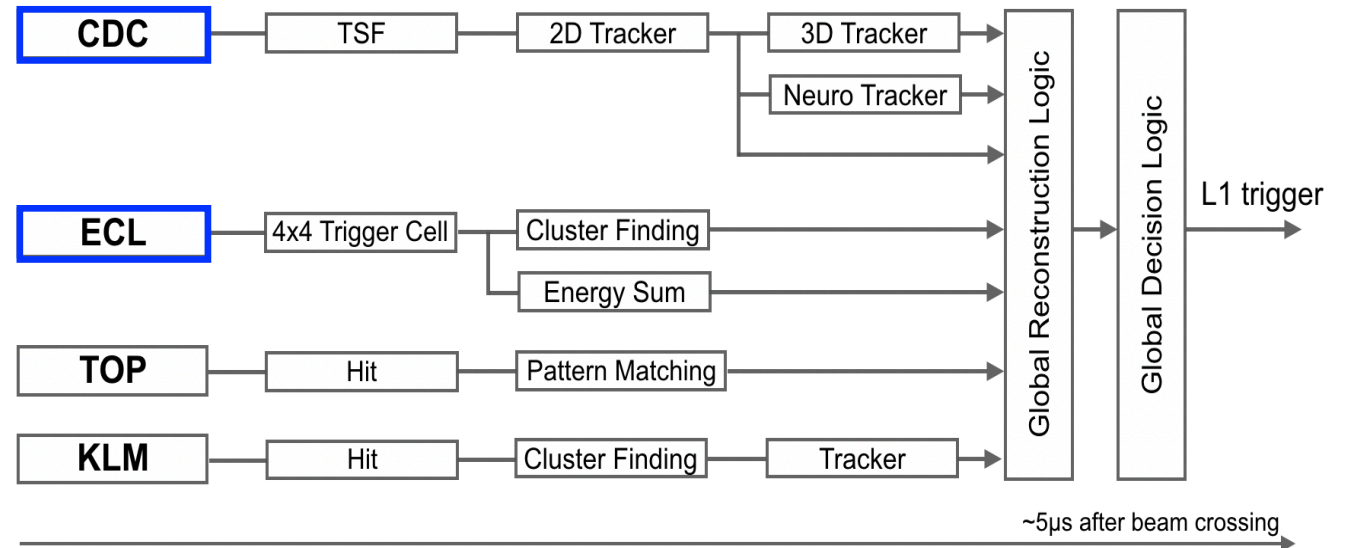 CDC
TSF
2D Tracker
3D Tracker
Neuro Tracker
ECL
4x4 Trigger Cell
Cluster Finding
Energy Sum
TOP
Hit
Pattern Matching
KLM
Hit
Cluster Finding
Tracker
Global Reconstruction Logic
Global Decision Logic
L1 trigger
~5μs after beam crossing